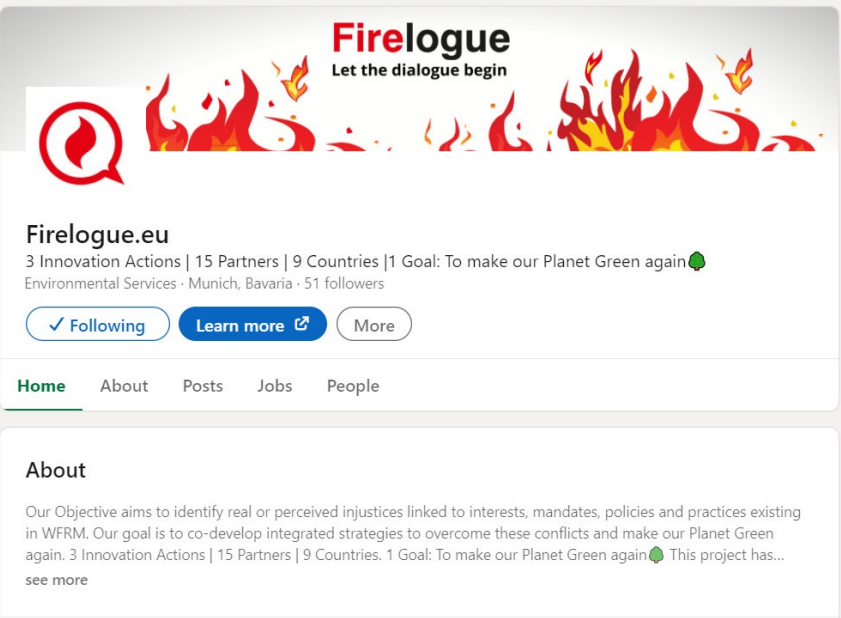 Firelogue
Let the dialogue begin
Firelogue.eu
3 Innovation Actions | 15 Partners | 9 Countries |1 Goal: To make our Planet Green again🌳
Environmental Services · Munich, Bavaria · 51 followers
✓ Following
Learn more
More
Home About Posts Jobs People
About
Our Objective aims to identify real or perceived injustices linked to interests, mandates, policies and practices existing
in WFRM. Our goal is to co-develop integrated strategies to overcome these conflicts and make our Planet Green
again. 3 Innovation Actions | 15 Partners | 9 Countries. 1 Goal: To make our Planet Green again🌳 This project has...
see more